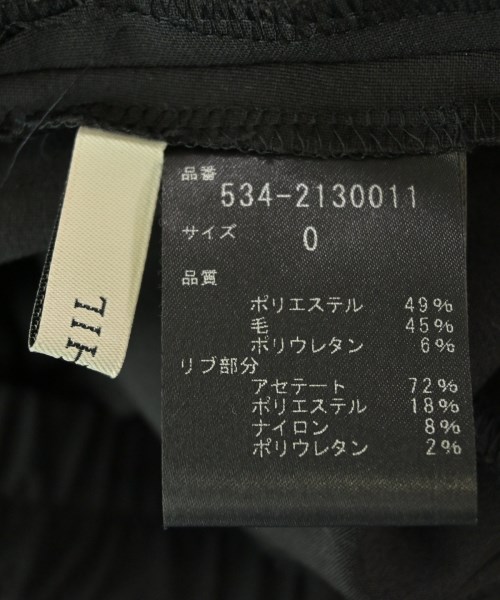 品番
534-2130011
サイズ 0
品質
ポリエステル 49%
毛 45%
ポリウレタン 6%
リブ部分
アセテート 72%
ポリエステル 18%
ナイロン 8%
ポリウレタン 2%